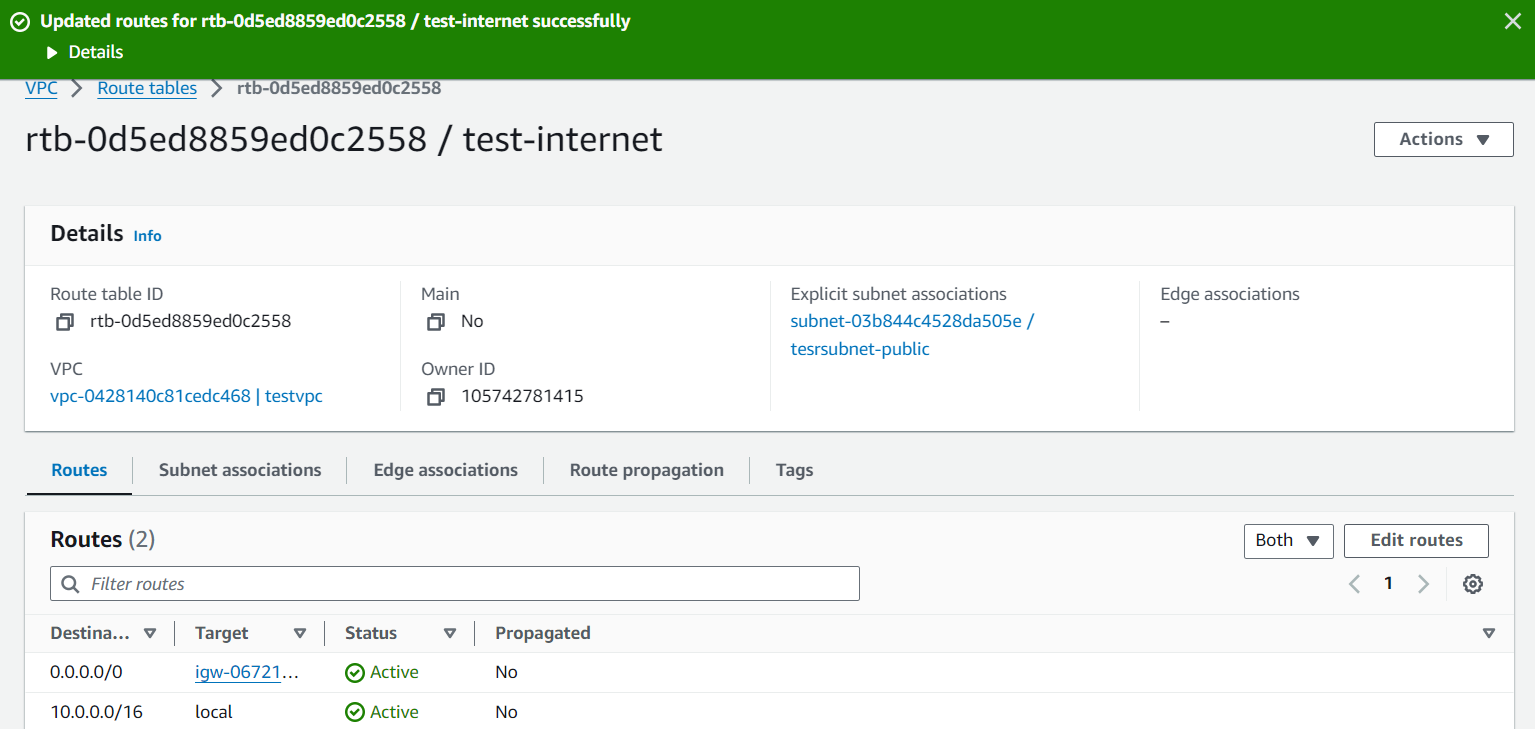 Updated routes for rtb-0d5ed8859ed0c2558 / test-internet successfully
Details
VPC > Route tables > rtb-0d5ed8859ed0c2558
rtb-0d5ed8859ed0c2558 / test-internet
Actions
Details Info
Route table ID
rtb-0d5ed8859ed0c2558
Main
No
Explicit subnet associations
subnet-03b844c4528da505e /
tesrsubnet-public
Edge associations
–
VPC
vpc-0428140c81cedc468 | testvpc
Owner ID
105742781415
Routes Subnet associations Edge associations Route propagation Tags
Routes (2)
Both
Edit routes
Filter routes
1
Destina... Target Status Propagated
0.0.0.0/0 igw-06721... Active No
10.0.0.0/16 local Active No